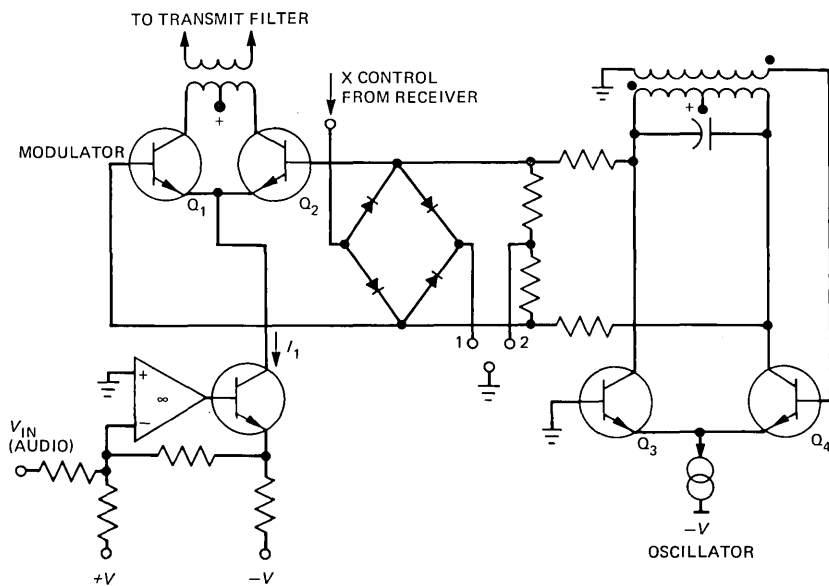 TO TRANSMIT FILTER
X CONTROL
FROM RECEIVER
+
+
MODULATOR
Q1
Q2
I1
1
2
+
∞
−
VIN
(AUDIO)
+V
−V
Q3
Q4
−V
OSCILLATOR